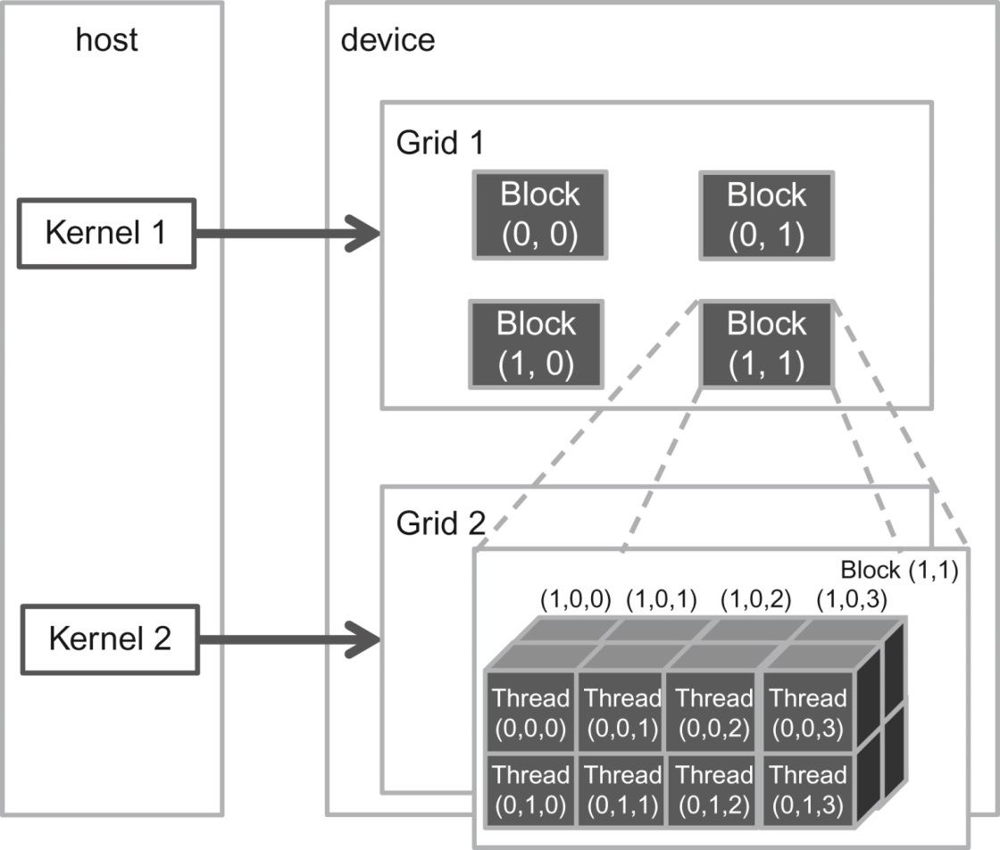 host
device
Grid 1
Kernel 1
Block
(0, 0)
Block
(0, 1)
Block
(1, 0)
Block
(1, 1)
Grid 2
Kernel 2
Block (1,1)
(1,0,0) (1,0,1) (1,0,2) (1,0,3)
Thread
(0,0,0)
Thread
(0,0,1)
Thread
(0,0,2)
Thread
(0,0,3)
Thread
(0,1,0)
Thread
(0,1,1)
Thread
(0,1,2)
Thread
(0,1,3)